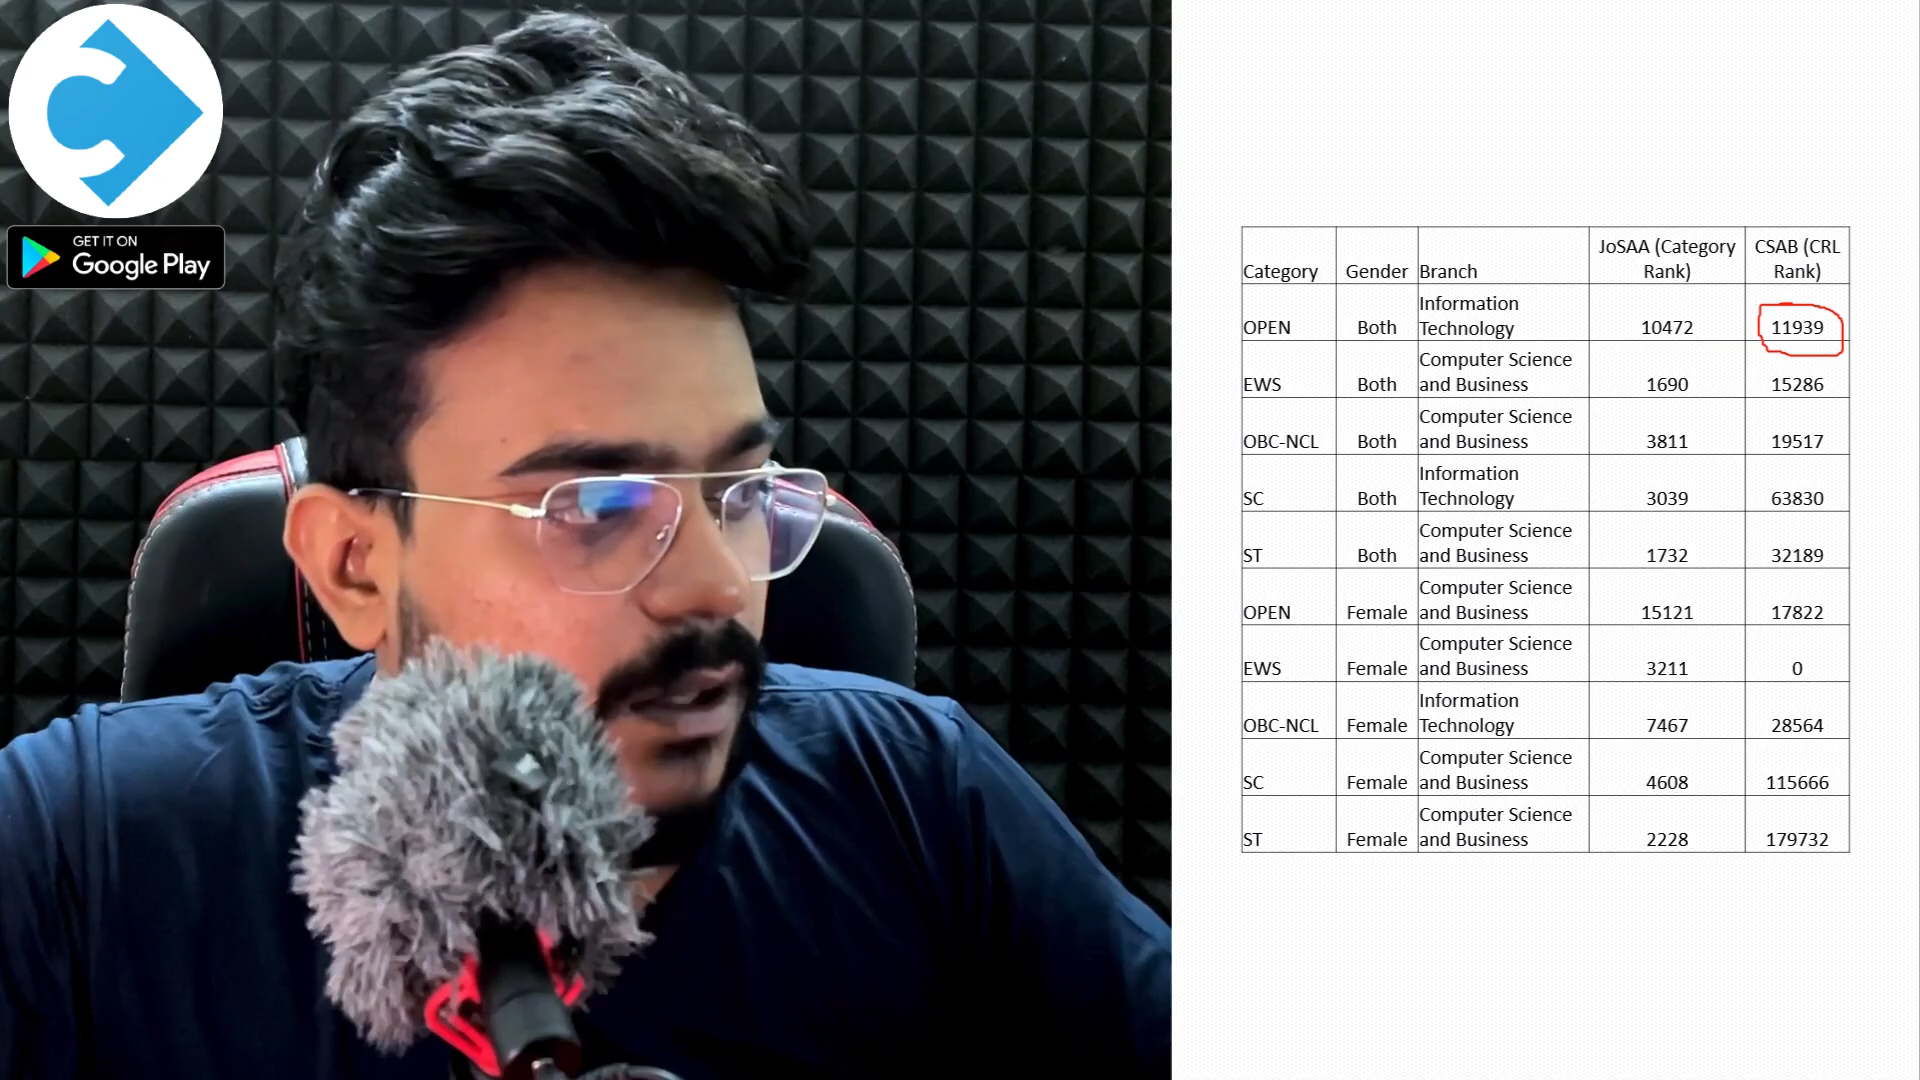 GET IT ON
Google Play
Category Gender Branch JoSAA (Category Rank) CSAB (CRL Rank)
OPEN Both Information Technology 10472 11939
EWS Both Computer Science and Business 1690 15286
OBC-NCL Both Computer Science and Business 3811 19517
SC Both Information Technology 3039 63830
ST Both Computer Science and Business 1732 32189
OPEN Female Computer Science and Business 15121 17822
EWS Female Computer Science and Business 3211 0
OBC-NCL Female Information Technology 7467 28564
SC Female Computer Science and Business 4608 115666
ST Female Computer Science and Business 2228 179732